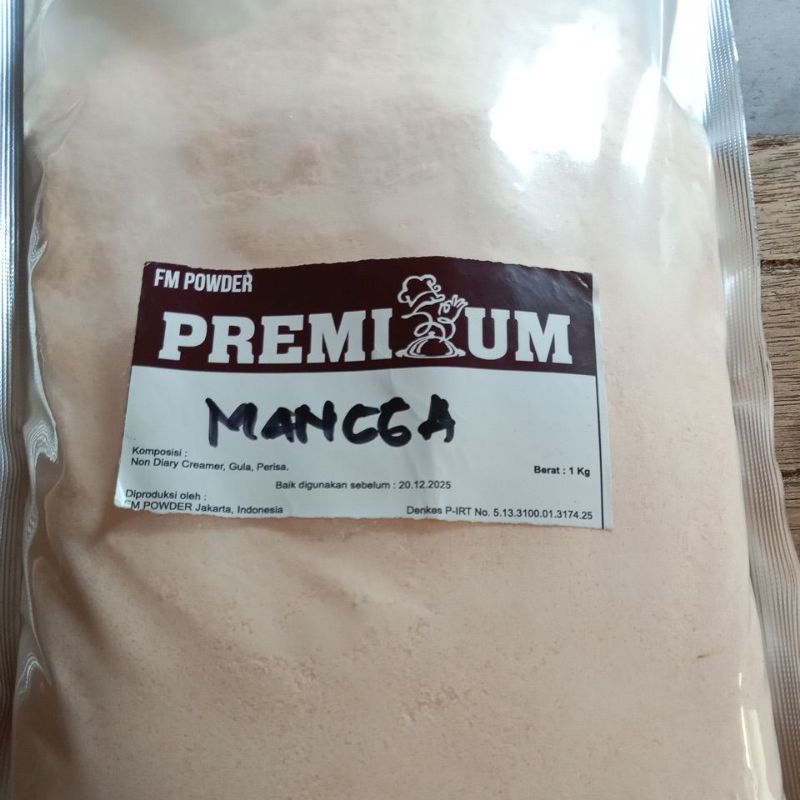 FM POWDER
PREMIUM
MANGGA
Komposisi :
Non Diary Creamer, Gula, Perisa.
Berat : 1 Kg
Baik digunakan sebelum : 20.12.2025
Diproduksi oleh :
FM POWDER Jakarta, Indonesia
Denkes P-IRT No. 5.13.3100.01.3174.25